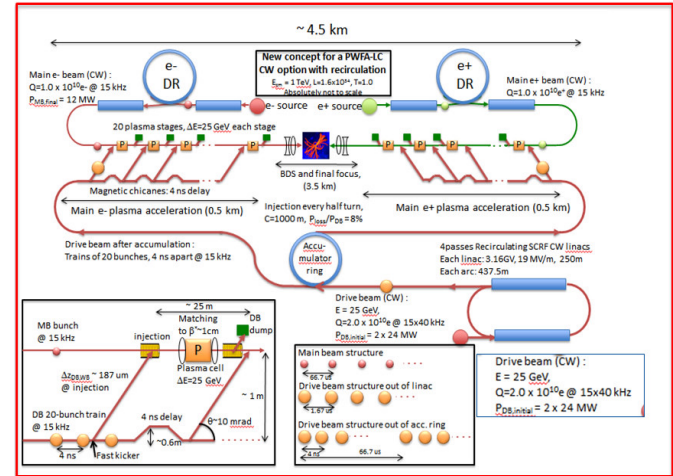 ~ 4.5 km
New concept for a PWFA-LC
CW option with recirculation
E_cm = 1 TeV, L=1.6x10³⁴, T=1.0
Absolutely not to scale
e-
DR
e+
DR
Main e- beam (CW) :
Q=1.0 x 10¹⁰e- @ 15 kHz
P_MB,final = 12 MW
Main e+ beam (CW) :
Q=1.0 x 10¹⁰e⁺ @ 15 kHz
e- source
e+ source
20 plasma stages, ΔE=25 GeV each stage
P
P
P
P
P
P
P
P
Magnetic chicanes: 4 ns delay
BDS and final focus,
(3.5 km)
Main e- plasma acceleration (0.5 km)
Main e+ plasma acceleration (0.5 km)
Injection every half turn,
C=1000 m, P_loss/P_DB = 8%
Drive beam after accumulation :
Trains of 20 bunches, 4 ns apart @ 15 kHz
Accu-
mulator
ring
4passes Recirculating SCRF CW linacs
Each linac: 3.16GV, 19 MV/m, 250m
Each arc: 437.5m
Drive beam (CW) :
E = 25 GeV,
Q=2.0 x 10¹⁰e @ 15x40 kHz
P_DB,initial = 2 x 24 MW
~ 25 m
MB bunch
@ 15 kHz
injection
Matching
to β*~1cm
DB
dump
P
Plasma cell
ΔE=25 GeV
Δz_DB,WB ~ 187 um
@ injection
~ 1 m
DB 20-bunch train
@ 15 kHz
4 ns delay
θ~10 mrad
4 ns
Fast kicker
~0.6m
Main beam structure
66.7 us
Drive beam structure out of linac
1.67 us
Drive beam structure out of acc. ring
4 ns
66.7 us
Drive beam (CW) :
E = 25 GeV,
Q=2.0 x 10¹⁰e @ 15x40 kHz
P_DB,initial = 2 x 24 MW